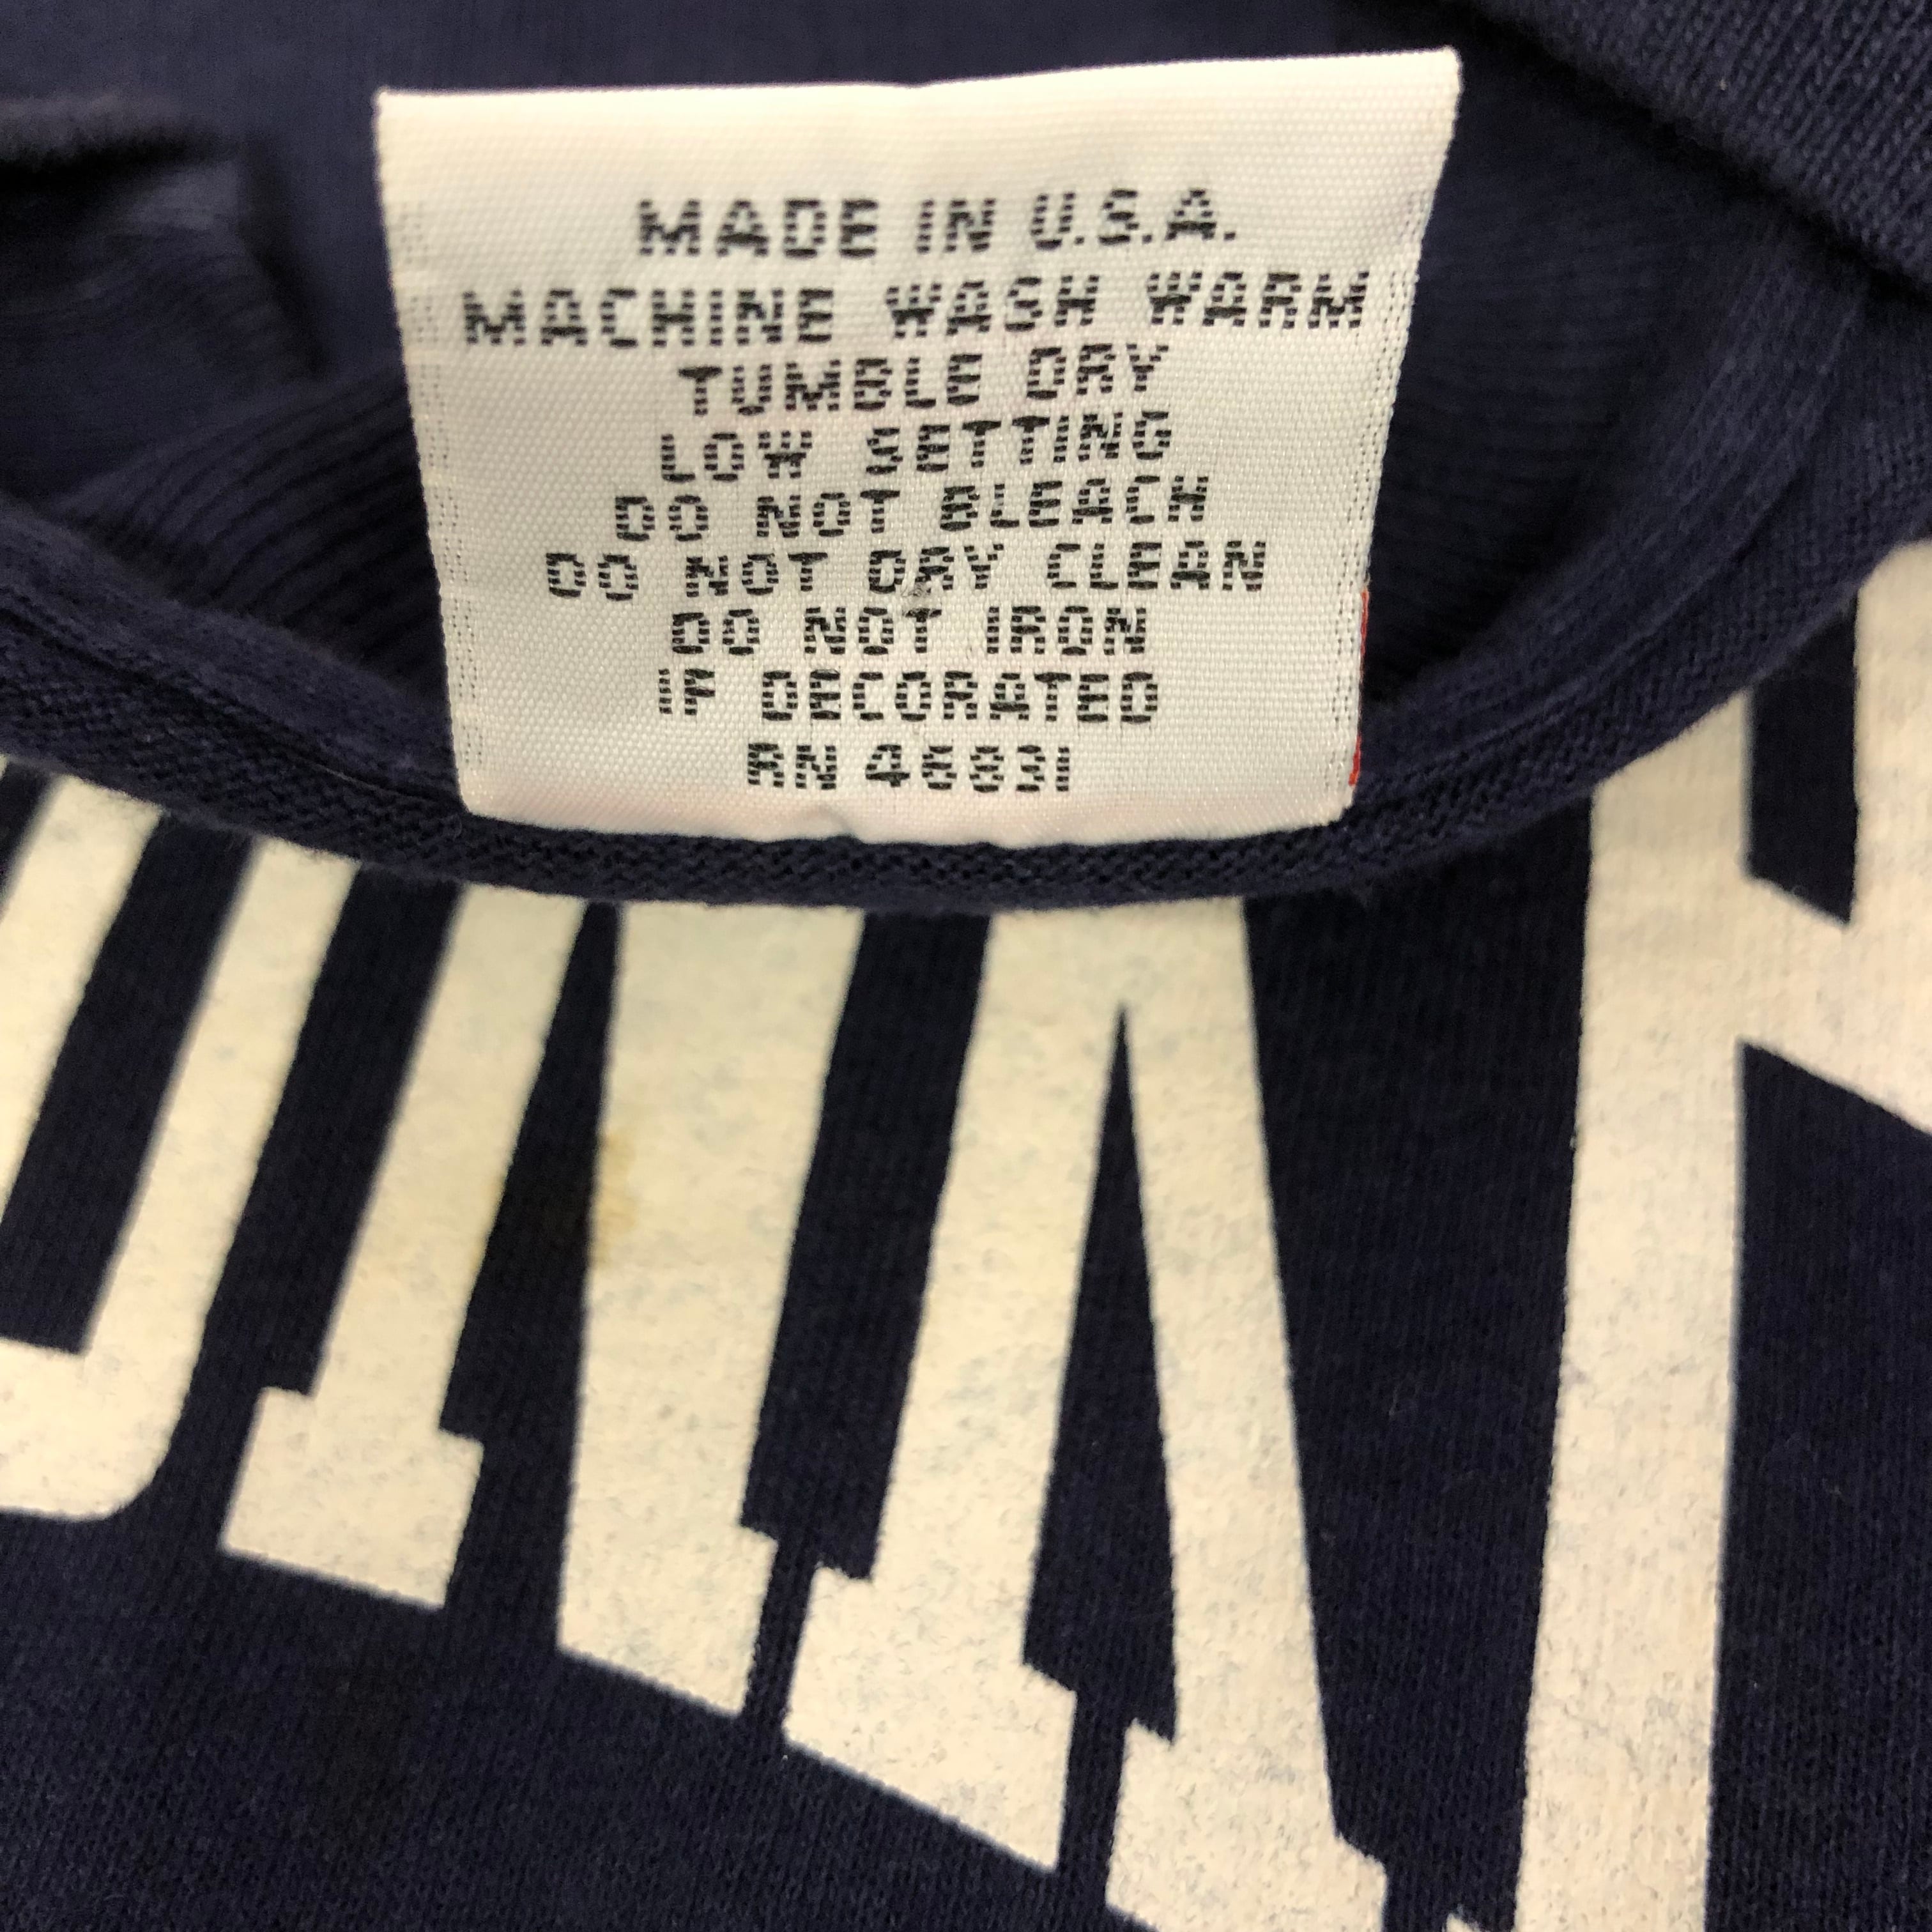 MADE IN U.S.A.
MACHINE WASH WARM
TUMBLE DRY
LOW SETTING
DO NOT BLEACH
DO NOT DRY CLEAN
DO NOT IRON
IF DECORATED
RN 46831